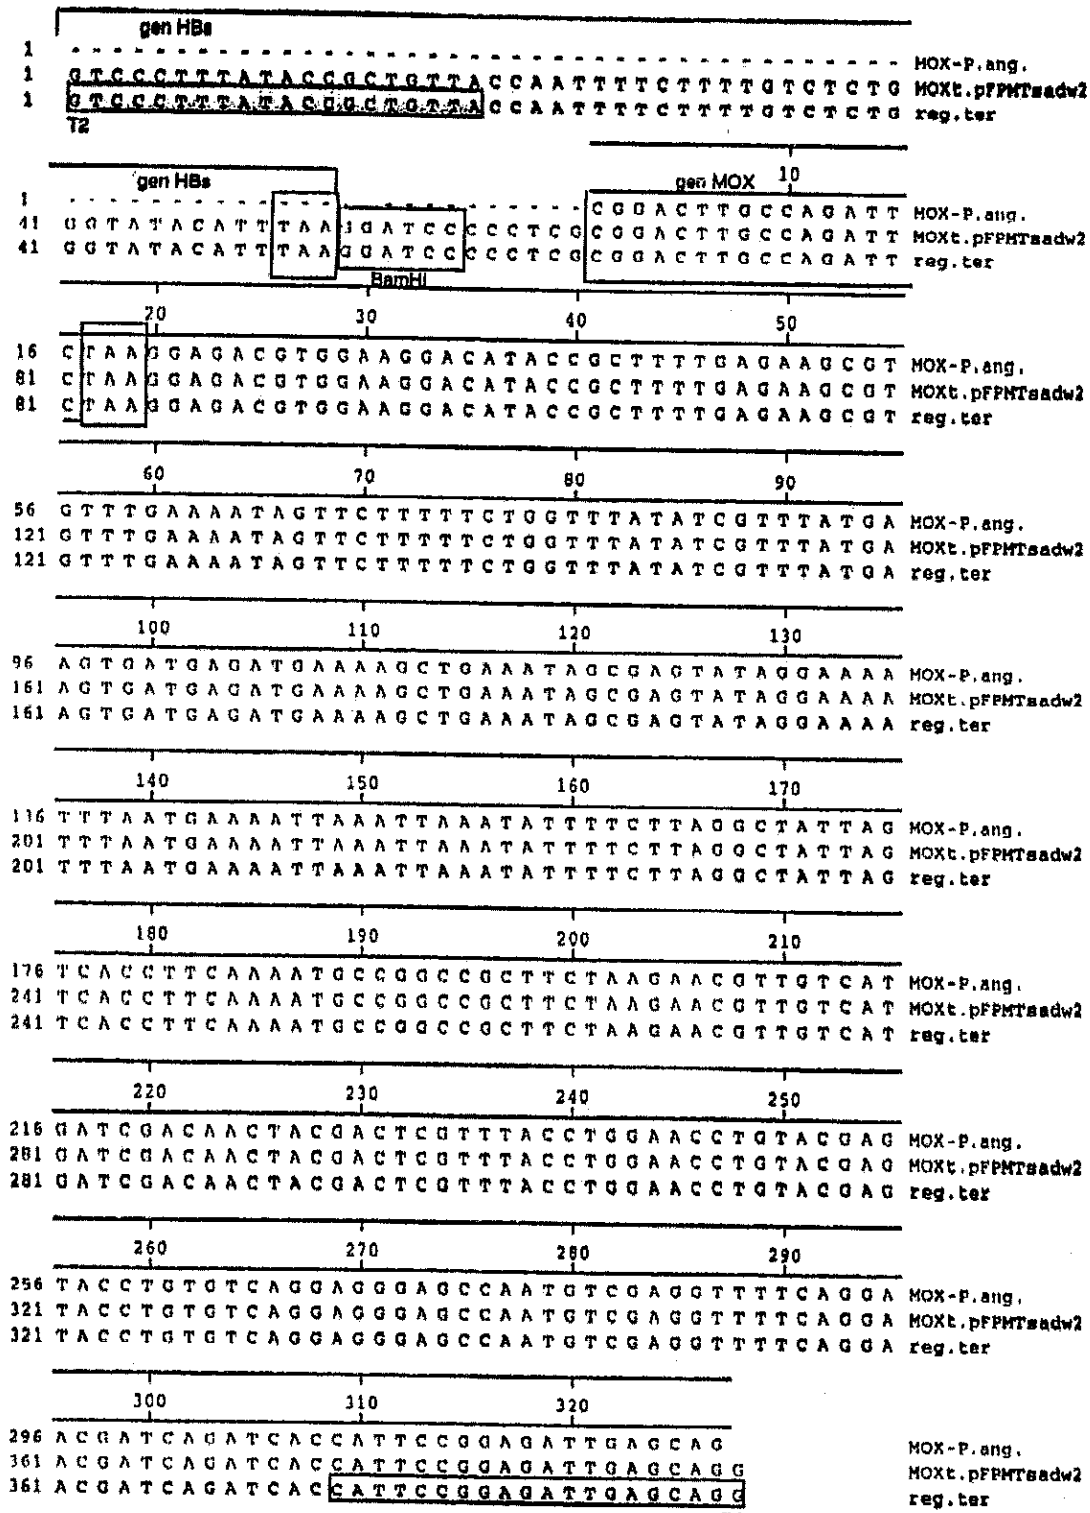 gen HBs
1 - - - - - - - - - - - - - - - - - - - - - - - - - - - - - - - - - - - - - - - - MOX-P.ang.
1 G T C C C T T T A T A C C G C T G T T A C C A A T T T T C T T T T G T C T C T G MOXt.pFPMTsadw2
1 G T C C C T T T A T A C C G C T G T T A C C A A T T T T C T T T T G T C T C T G reg.ter
T2
gen HBs gen MOX 10
1 - - - - - - - - - - - - - - - - - - - - - - - - - C G G A C T T G C C A G A T T MOX-P.ang.
41 G G T A T A C A T T T A A G G A T C C C C C T C G C G G A C T T G C C A G A T T MOXt.pFPMTsadw2
41 G G T A T A C A T T T A A G G A T C C C C C T C G C G G A C T T G C C A G A T T reg.ter
BamHI
20 30 40 50
16 C T A A G G A G A C G T G G A A G G A C A T A C C G C T T T T G A G A A G C G T MOX-P.ang.
81 C T A A G G A G A C G T G G A A G G A C A T A C C G C T T T T G A G A A G C G T MOXt.pFPMTsadw2
81 C T A A G G A G A C G T G G A A G G A C A T A C C G C T T T T G A G A A G C G T reg.ter
60 70 80 90
56 G T T T G A A A A T A G T T C T T T T T C T G G T T T A T A T C G T T T A T G A MOX-P.ang.
121 G T T T G A A A A T A G T T C T T T T T C T G G T T T A T A T C G T T T A T G A MOXt.pFPMTsadw2
121 G T T T G A A A A T A G T T C T T T T T C T G G T T T A T A T C G T T T A T G A reg.ter
100 110 120 130
96 A G T G A T G A G A T G A A A A G C T G A A A T A G C G A G T A T A G G A A A A MOX-P.ang.
161 A G T G A T G A G A T G A A A A G C T G A A A T A G C G A G T A T A G G A A A A MOXt.pFPMTsadw2
161 A G T G A T G A G A T G A A A A G C T G A A A T A G C G A G T A T A G G A A A A reg.ter
140 150 160 170
136 T T T A A T G A A A A T T A A A T T A A A T A T T T T C T T A G G C T A T T A G MOX-P.ang.
201 T T T A A T G A A A A T T A A A T T A A A T A T T T T C T T A G G C T A T T A G MOXt.pFPMTsadw2
201 T T T A A T G A A A A T T A A A T T A A A T A T T T T C T T A G G C T A T T A G reg.ter
180 190 200 210
176 T C A C C T T C A A A A T G C C G G C C G C T T C T A A G A A C G T T G T C A T MOX-P.ang.
241 T C A C C T T C A A A A T G C C G G C C G C T T C T A A G A A C G T T G T C A T MOXt.pFPMTsadw2
241 T C A C C T T C A A A A T G C C G G C C G C T T C T A A G A A C G T T G T C A T reg.ter
220 230 240 250
216 G A T C G A C A A C T A C G A C T C G T T T A C C T G G A A C C T G T A C G A G MOX-P.ang.
281 G A T C G A C A A C T A C G A C T C G T T T A C C T G G A A C C T G T A C G A G MOXt.pFPMTsadw2
281 G A T C G A C A A C T A C G A C T C G T T T A C C T G G A A C C T G T A C G A G reg.ter
260 270 280 290
256 T A C C T G T G T C A G G A G G G A G C C A A T G T C G A G G T T T T C A G G A MOX-P.ang.
321 T A C C T G T G T C A G G A G G G A G C C A A T G T C G A G G T T T T C A G G A MOXt.pFPMTsadw2
321 T A C C T G T G T C A G G A G G G A G C C A A T G T C G A G G T T T T C A G G A reg.ter
300 310 320
296 A C G A T C A G A T C A C C A T T C C G G A G A T T G A G C A G MOX-P.ang.
361 A C G A T C A G A T C A C C A T T C C G G A G A T T G A G C A G G MOXt.pFPMTsadw2
361 A C G A T C A G A T C A C C A T T C C G G A G A T T G A G C A G G reg.ter